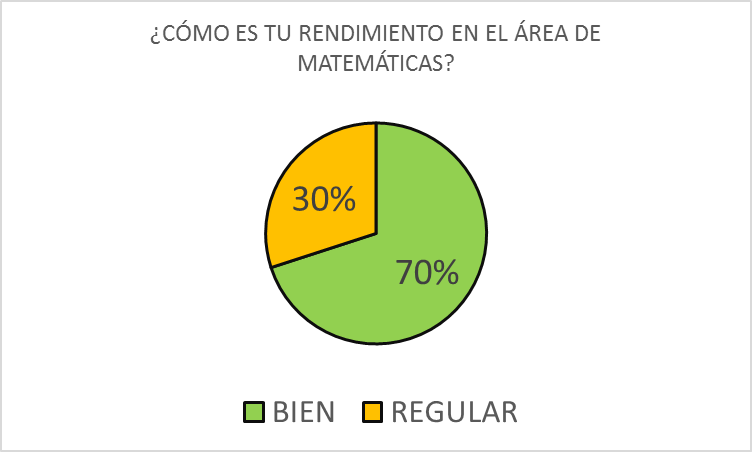 ¿CÓMO ES TU RENDIMIENTO EN EL ÁREA DE
MATEMÁTICAS?
30%
70%
BIEN
REGULAR